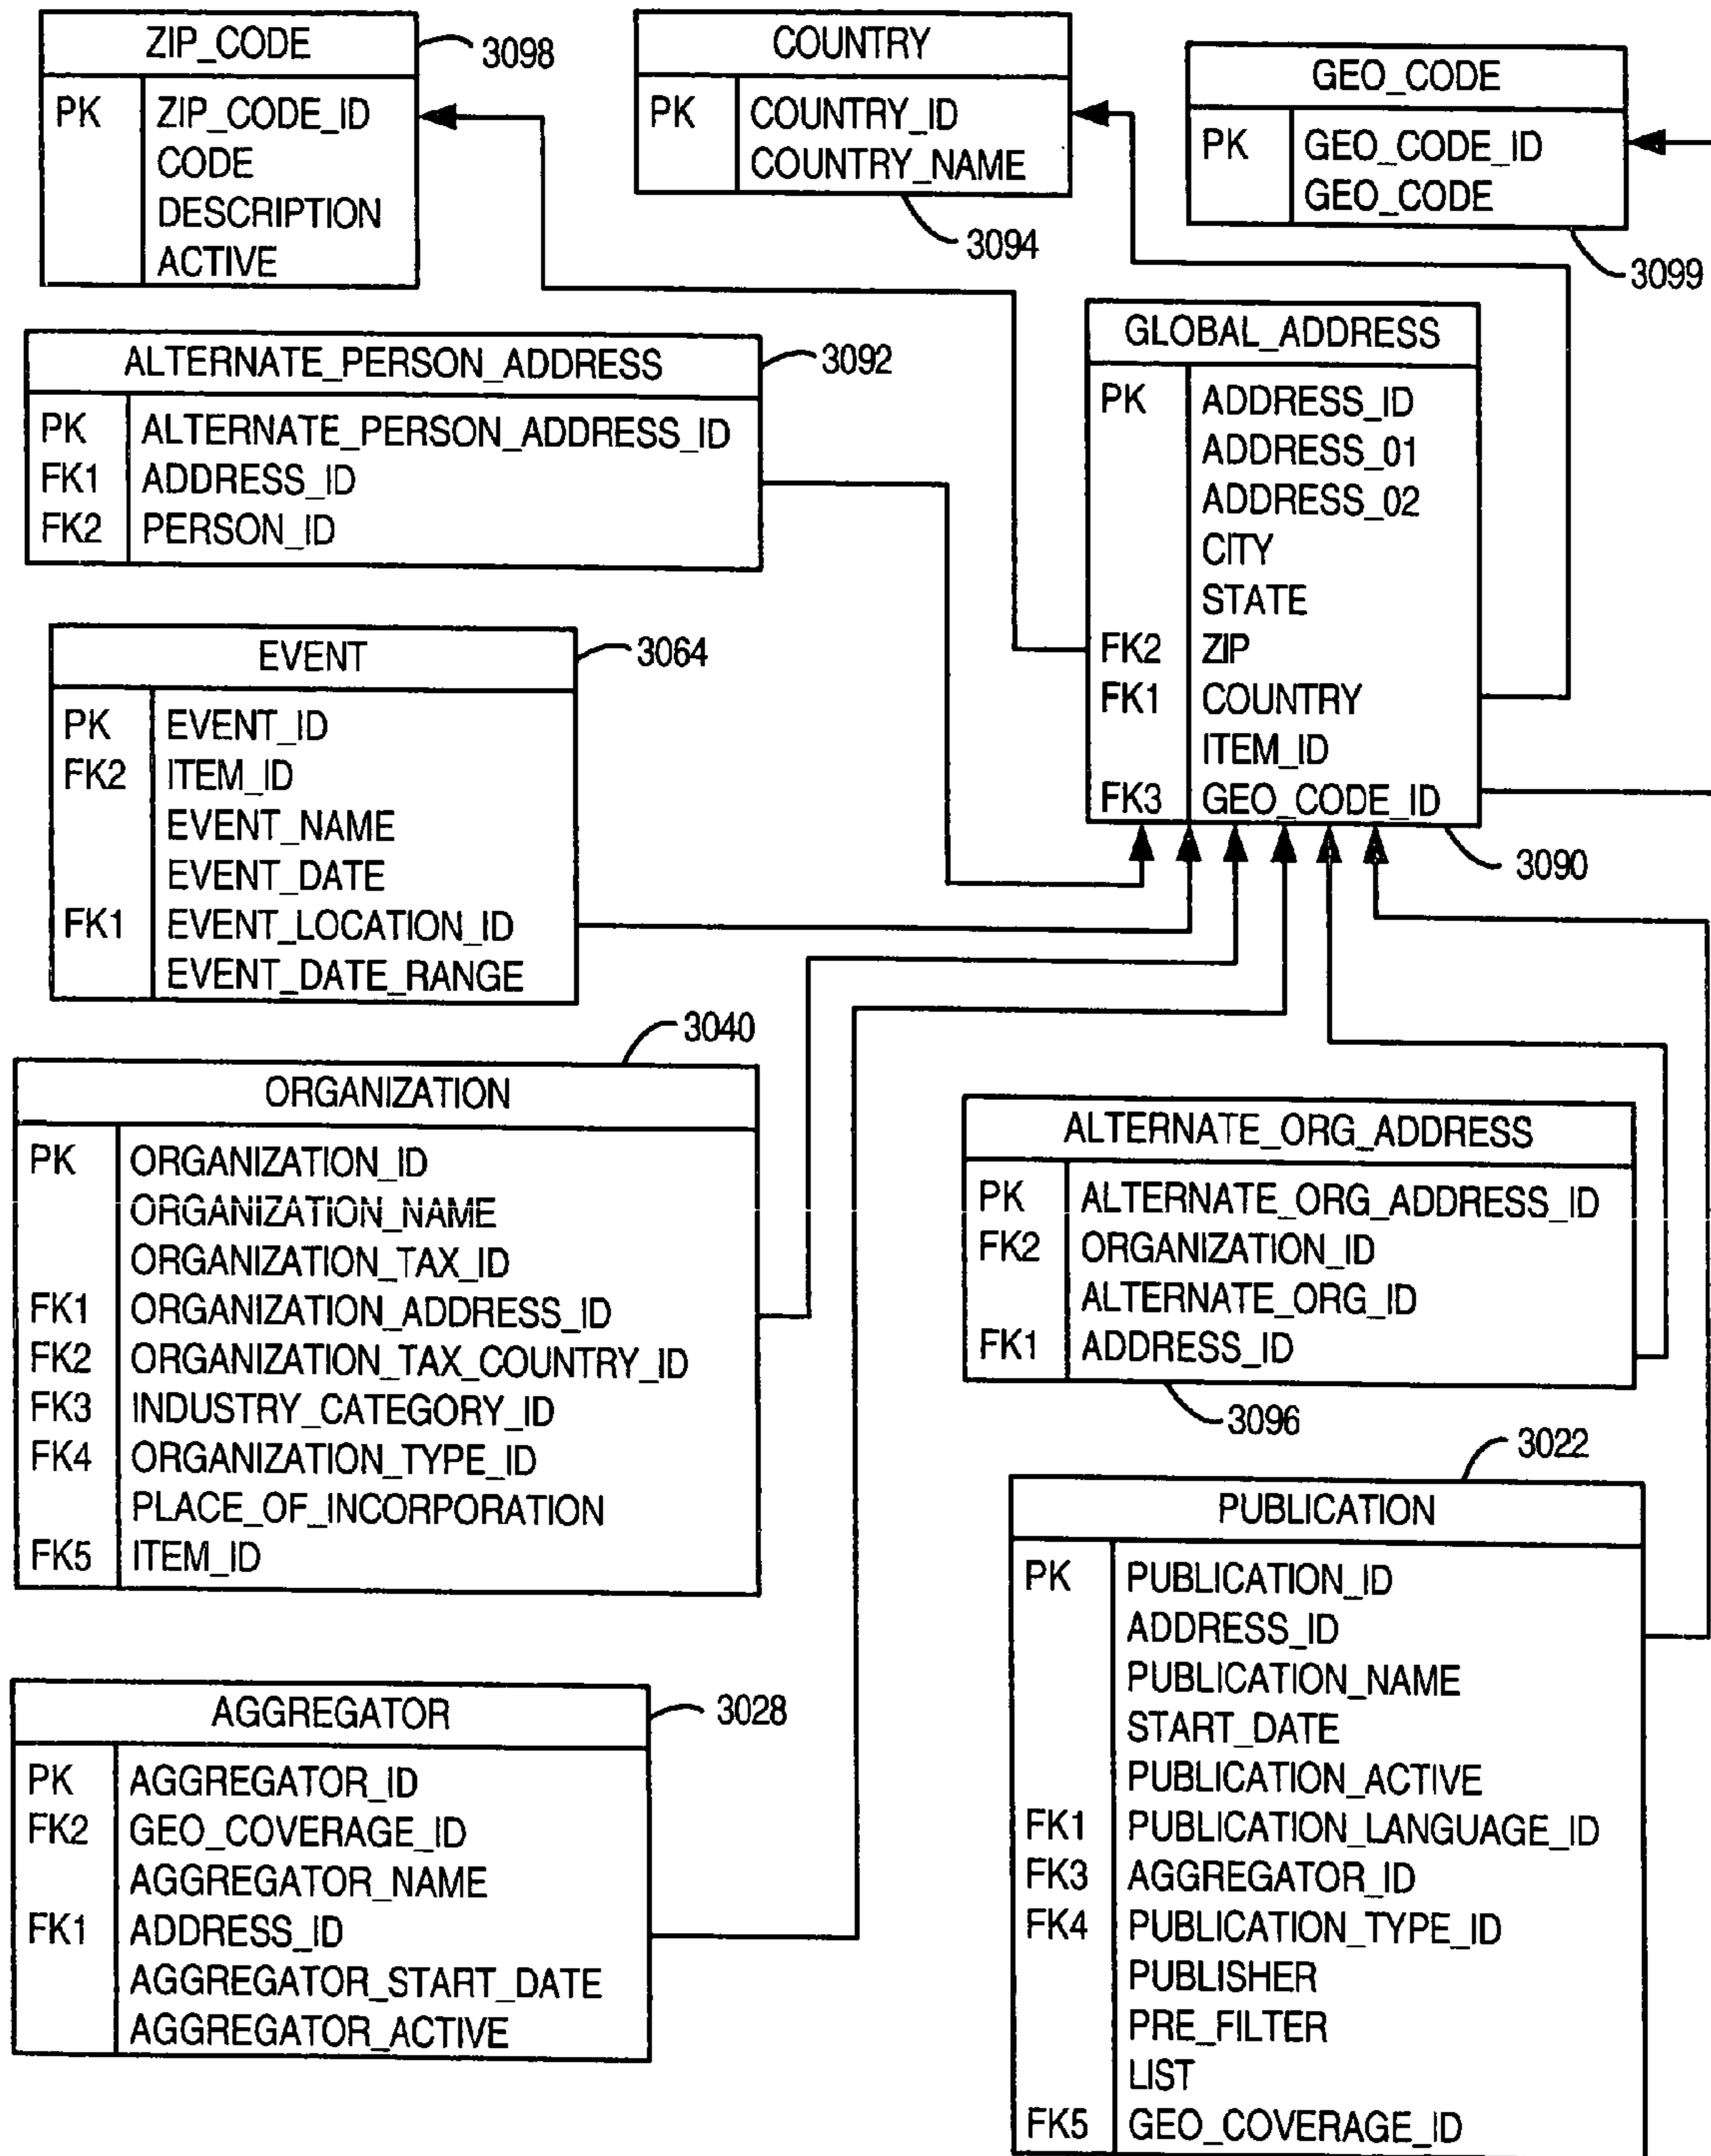 ZIP_CODE
3098
PK ZIP_CODE_ID
CODE
DESCRIPTION
ACTIVE
COUNTRY
PK COUNTRY_ID
COUNTRY_NAME
3094
GEO_CODE
PK GEO_CODE_ID
GEO_CODE
3099
ALTERNATE_PERSON_ADDRESS
3092
PK ALTERNATE_PERSON_ADDRESS_ID
FK1 ADDRESS_ID
FK2 PERSON_ID
GLOBAL_ADDRESS
PK ADDRESS_ID
ADDRESS_01
ADDRESS_02
CITY
STATE
FK2 ZIP
FK1 COUNTRY
ITEM_ID
FK3 GEO_CODE_ID
3090
EVENT
3064
PK EVENT_ID
FK2 ITEM_ID
EVENT_NAME
EVENT_DATE
FK1 EVENT_LOCATION_ID
EVENT_DATE_RANGE
3040
ORGANIZATION
PK ORGANIZATION_ID
ORGANIZATION_NAME
ORGANIZATION_TAX_ID
FK1 ORGANIZATION_ADDRESS_ID
FK2 ORGANIZATION_TAX_COUNTRY_ID
FK3 INDUSTRY_CATEGORY_ID
FK4 ORGANIZATION_TYPE_ID
PLACE_OF_INCORPORATION
FK5 ITEM_ID
ALTERNATE_ORG_ADDRESS
PK ALTERNATE_ORG_ADDRESS_ID
FK2 ORGANIZATION_ID
ALTERNATE_ORG_ID
FK1 ADDRESS_ID
3096
3022
PUBLICATION
PK PUBLICATION_ID
ADDRESS_ID
PUBLICATION_NAME
START_DATE
PUBLICATION_ACTIVE
FK1 PUBLICATION_LANGUAGE_ID
FK3 AGGREGATOR_ID
FK4 PUBLICATION_TYPE_ID
PUBLISHER
PRE_FILTER
LIST
FK5 GEO_COVERAGE_ID
AGGREGATOR
3028
PK AGGREGATOR_ID
FK2 GEO_COVERAGE_ID
AGGREGATOR_NAME
FK1 ADDRESS_ID
AGGREGATOR_START_DATE
AGGREGATOR_ACTIVE